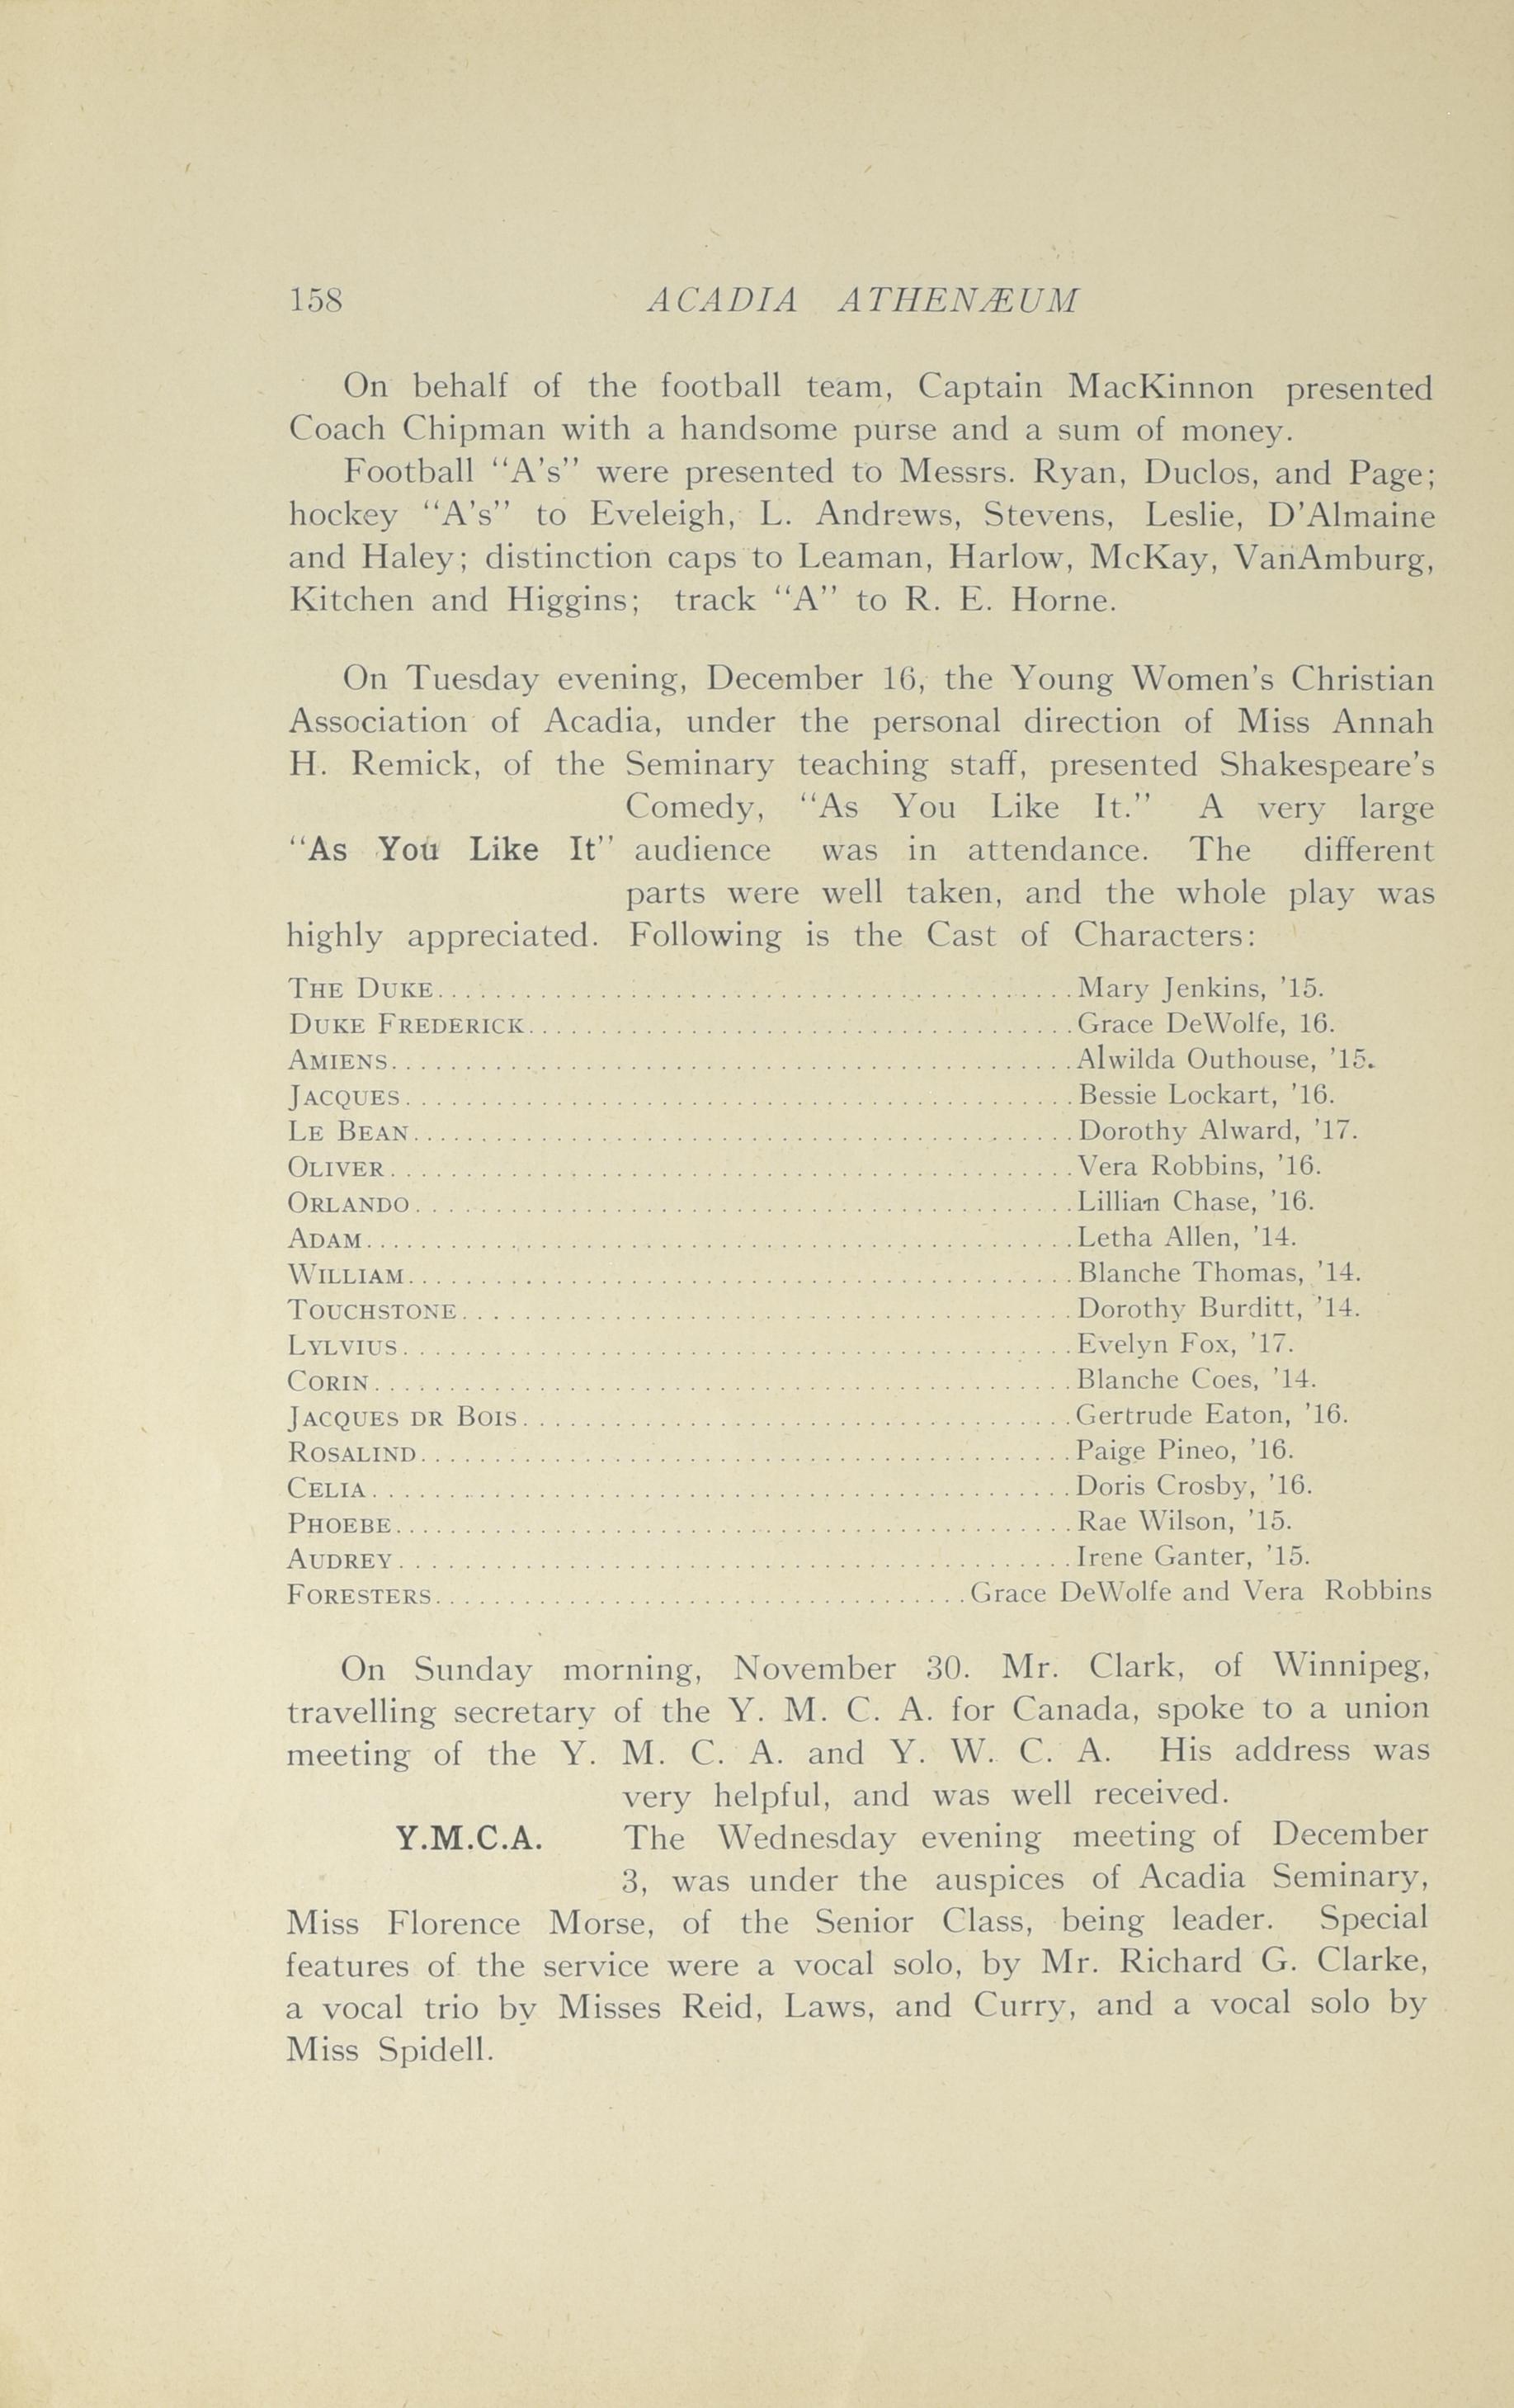 158 ACADIA ATHENÆUM
On behalf of the football team, Captain MacKinnon presented
Coach Chipman with a handsome purse and a sum of money.
Football "A's" were presented to Messrs. Ryan, Duclos, and Page;
hockey "A's" to Eveleigh, L. Andrews, Stevens, Leslie, D'Almaine
and Haley; distinction caps to Leaman, Harlow, McKay, VanAmburg,
Kitchen and Higgins; track "A" to R. E. Horne.
On Tuesday evening, December 16, the Young Women's Christian
Association of Acadia, under the personal direction of Miss Annah
H. Remick, of the Seminary teaching staff, presented Shakespeare's
Comedy, "As You Like It." A very large
"As You Like It" audience was in attendance. The different
parts were well taken, and the whole play was
highly appreciated. Following is the Cast of Characters:
THE DUKE.......................................Mary Jenkins, '15.
DUKE FREDERICK.......................................Grace DeWolfe, 16.
AMIENS.......................................Alwilda Outhouse, '15.
JACQUES.......................................Bessie Lockart, '16.
LE BEAN.......................................Dorothy Alward, '17.
OLIVER.......................................Vera Robbins, '16.
ORLANDO.......................................Lillian Chase, '16.
ADAM.......................................Letha Allen, '14.
WILLIAM.......................................Blanche Thomas, '14.
TOUCHSTONE.......................................Dorothy Burditt, '14.
LYLVIUS.......................................Evelyn Fox, '17.
CORIN.......................................Blanche Coes, '14.
JACQUES DR BOIS.......................................Gertrude Eaton, '16.
ROSALIND.......................................Paige Pineo, '16.
CELIA.......................................Doris Crosby, '16.
PHOEBE.......................................Rae Wilson, '15.
AUDREY.......................................Irene Ganter, '15.
FORESTERS.......................................Grace DeWolfe and Vera Robbins
On Sunday morning, November 30. Mr. Clark, of Winnipeg,
travelling secretary of the Y. M. C. A. for Canada, spoke to a union
meeting of the Y. M. C. A. and Y. W. C. A. His address was
very helpful, and was well received.
Y.M.C.A. The Wednesday evening meeting of December
3, was under the auspices of Acadia Seminary,
Miss Florence Morse, of the Senior Class, being leader. Special
features of the service were a vocal solo, by Mr. Richard G. Clarke,
a vocal trio by Misses Reid, Laws, and Curry, and a vocal solo by
Miss Spidell.